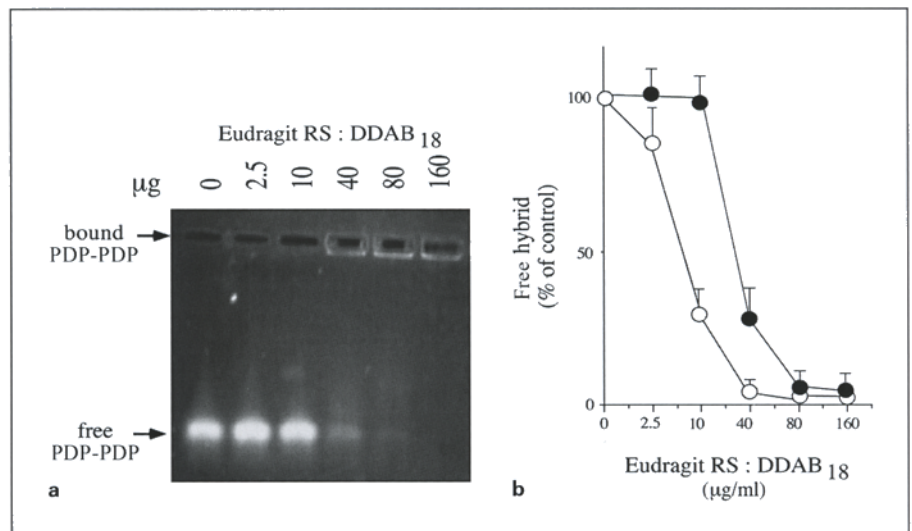 Eudragit RS : DDAB 18
μg 0 2.5 10 40 80 160
bound
PDP-PDP
free
PDP-PDP
a
100
50
0
Free hybrid
(% of control)
0 2.5 10 40 80 160
Eudragit RS : DDAB 18
(μg/ml)
b